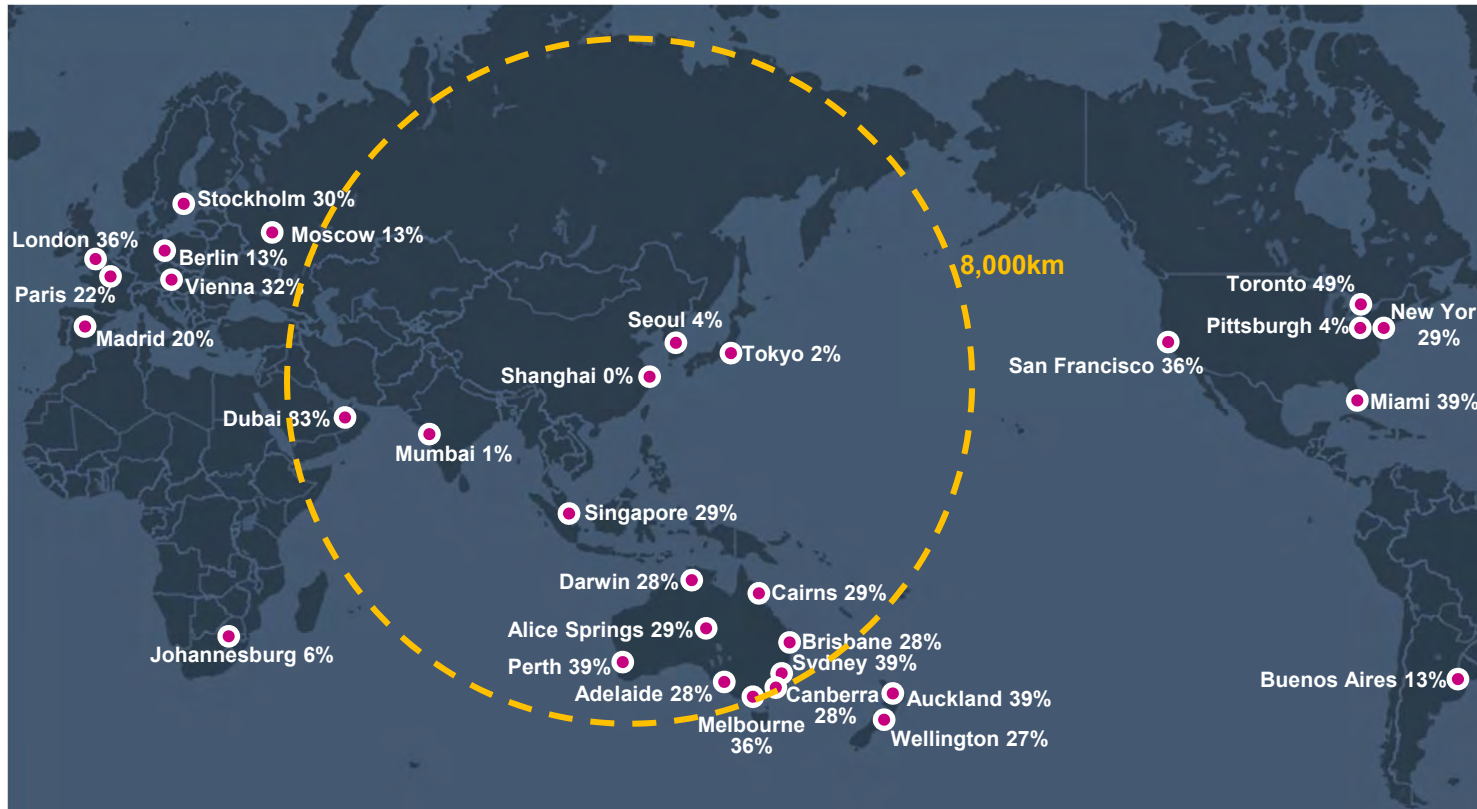 Stockholm 30%
Moscow 13%
London 36%
Berlin 13%
8,000km
Paris 22%
Vienna 32%
Toronto 49%
Madrid 20%
Seoul 4%
Pittsburgh 4%
New Yor
29%
Tokyo 2%
San Francisco 36%
Shanghai 0%
Miami 39%
Dubai 83%
Mumbai 1%
Singapore 29%
Darwin 28%
Cairns 29%
Alice Springs 29%
Brisbane 28%
Johannesburg 6%
Perth 39%
Sydney 39%
Buenos Aires 13%
Adelaide 28%
Canberra
28%
Auckland 39%
Melbourne
36%
Wellington 27%